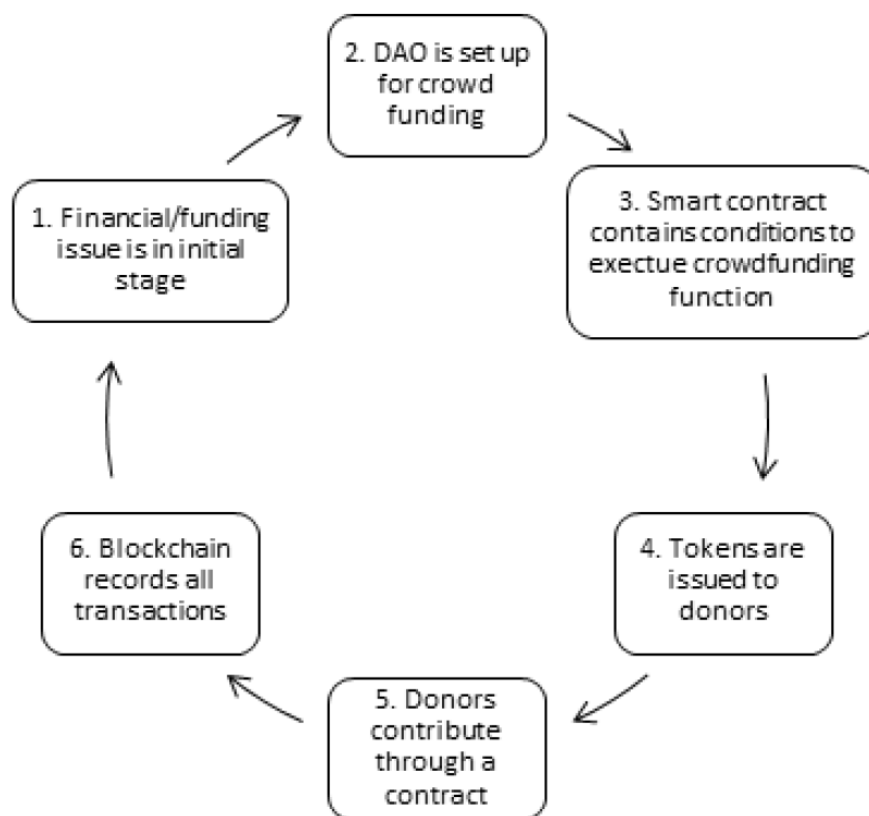 1. Financial/funding
issue is in initial
stage
2. DAO is set up
for crowd
funding
3. Smart contract
contains conditions to
exectue crowdfunding
function
4. Tokens are
issued to
donors
5. Donors
contribute
through a
contract
6. Blockchain
records all
transactions